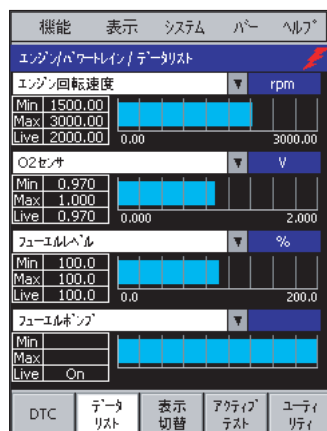 機能 表示 ｼｽﾃﾑ ﾊﾞｰ ﾍﾙﾌﾟ
ｴﾝｼﾞﾝ/ﾊﾟﾜｰﾄﾚｲﾝ / ﾃﾞｰﾀﾘｽﾄ
ｴﾝｼﾞﾝ回転速度 ▼ rpm
Min 1500.00
Max 3000.00
Live 2000.00 0.00 3000.00
O2ｾﾝｻ ▼ V
Min 0.970
Max 1.000
Live 0.970 0.000 2.000
ﾌｭｰｴﾙﾚﾍﾞﾙ ▼ %
Min 100.0
Max 100.0
Live 100.0 0.0 200.0
ﾌｭｰｴﾙﾎﾟﾝﾌﾟ ▼
Min
Max
Live On
DTC ﾃﾞｰﾀ ﾘｽﾄ 表示 切替 ｱｸﾃｨﾌﾞ ﾃｽﾄ ﾕｰﾃｨ ﾘﾃｨ